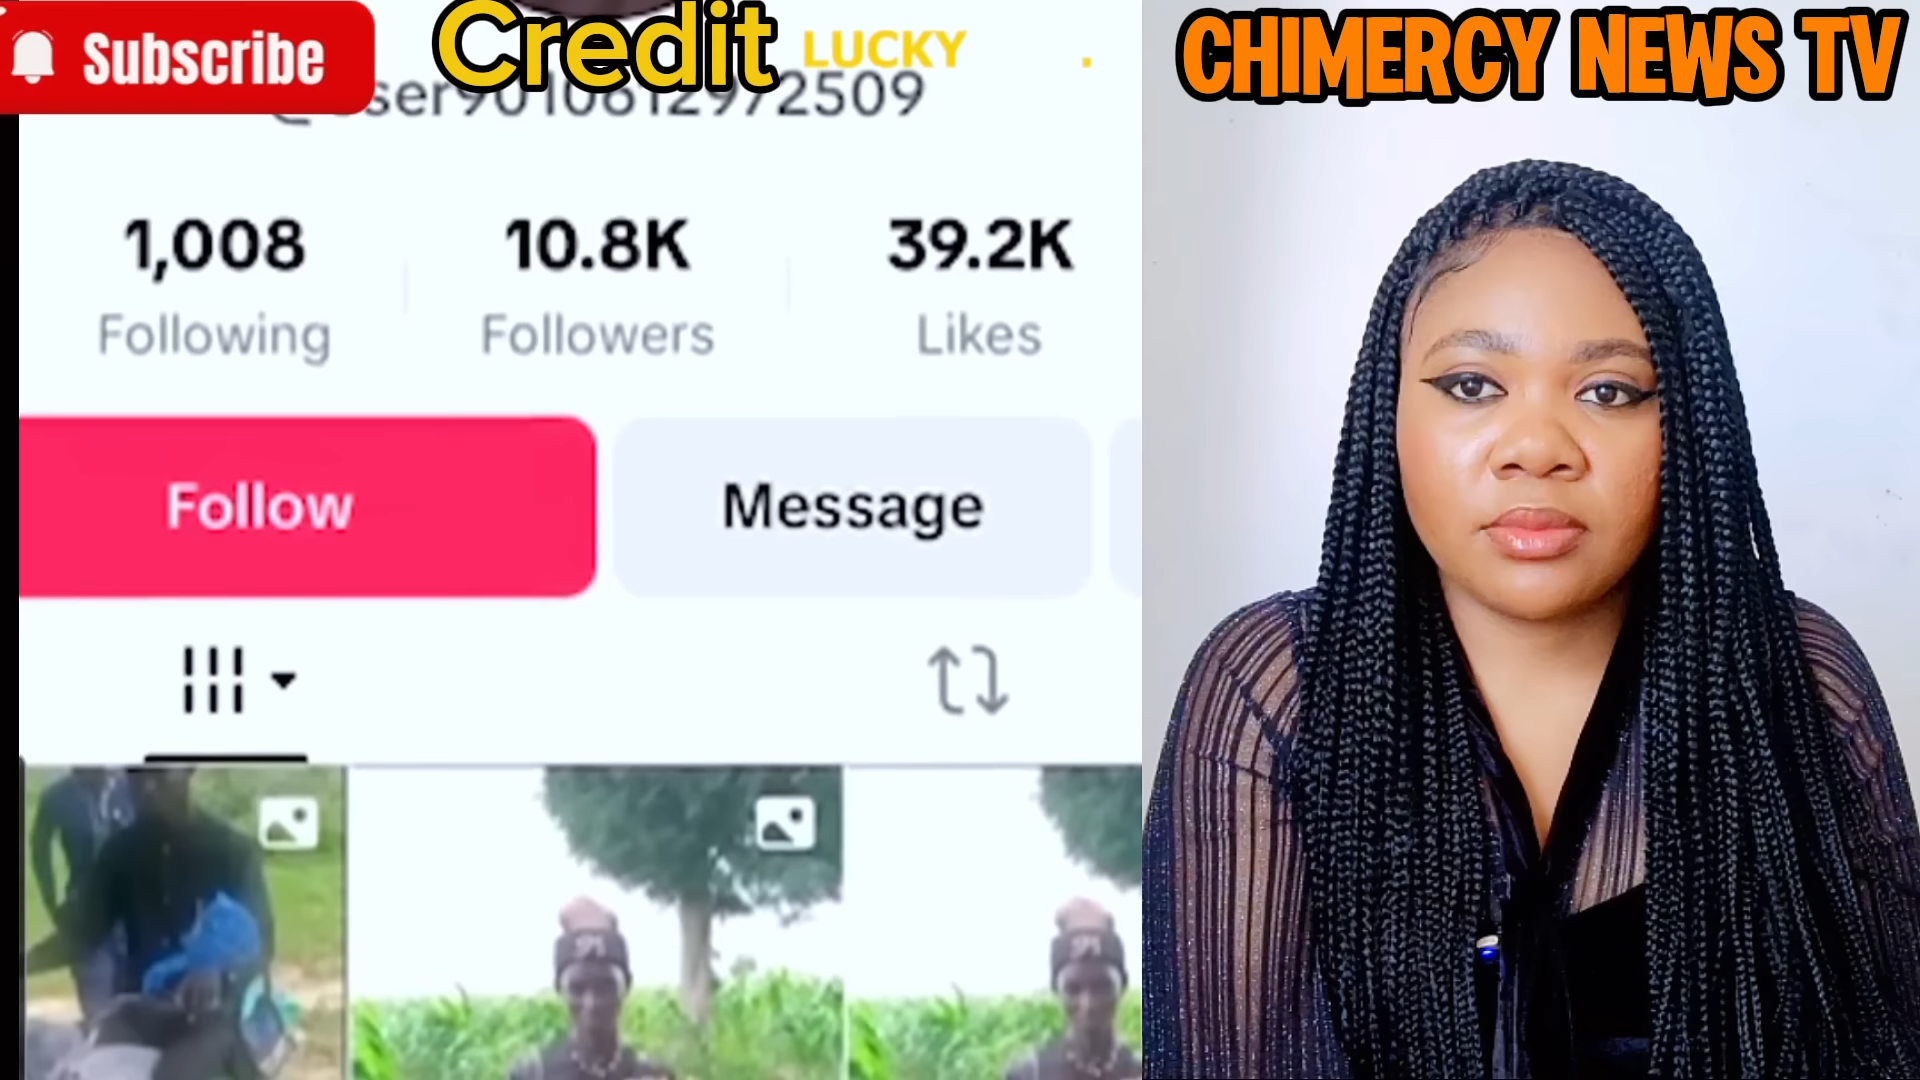 Subscribe
Credit LUCKY .
CHIMERCY NEWS TV
1,008
10.8K
39.2K
Following
Followers
Likes
Follow
Message